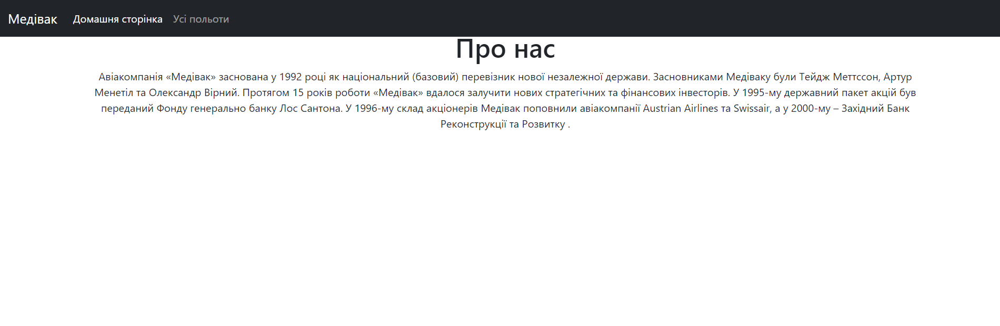 Медівак Домашня сторінка Усі польоти
Про нас
Авіакомпанія «Медівак» заснована у 1992 році як національний (базовий) перевізник нової незалежної держави. Засновниками Медіваку були Тейдж Меттссон, Артур
Менетіл та Олександр Вірний. Протягом 15 років роботи «Медівак» вдалося залучити нових стратегічних та фінансових інвесторів. У 1995-му державний пакет акцій був
переданий Фонду генерально банку Лос Сантона. У 1996-му склад акціонерів Медівак поповнили авіакомпанії Austrian Airlines та Swissair, а у 2000-му – Західний Банк
Реконструкції та Розвитку .